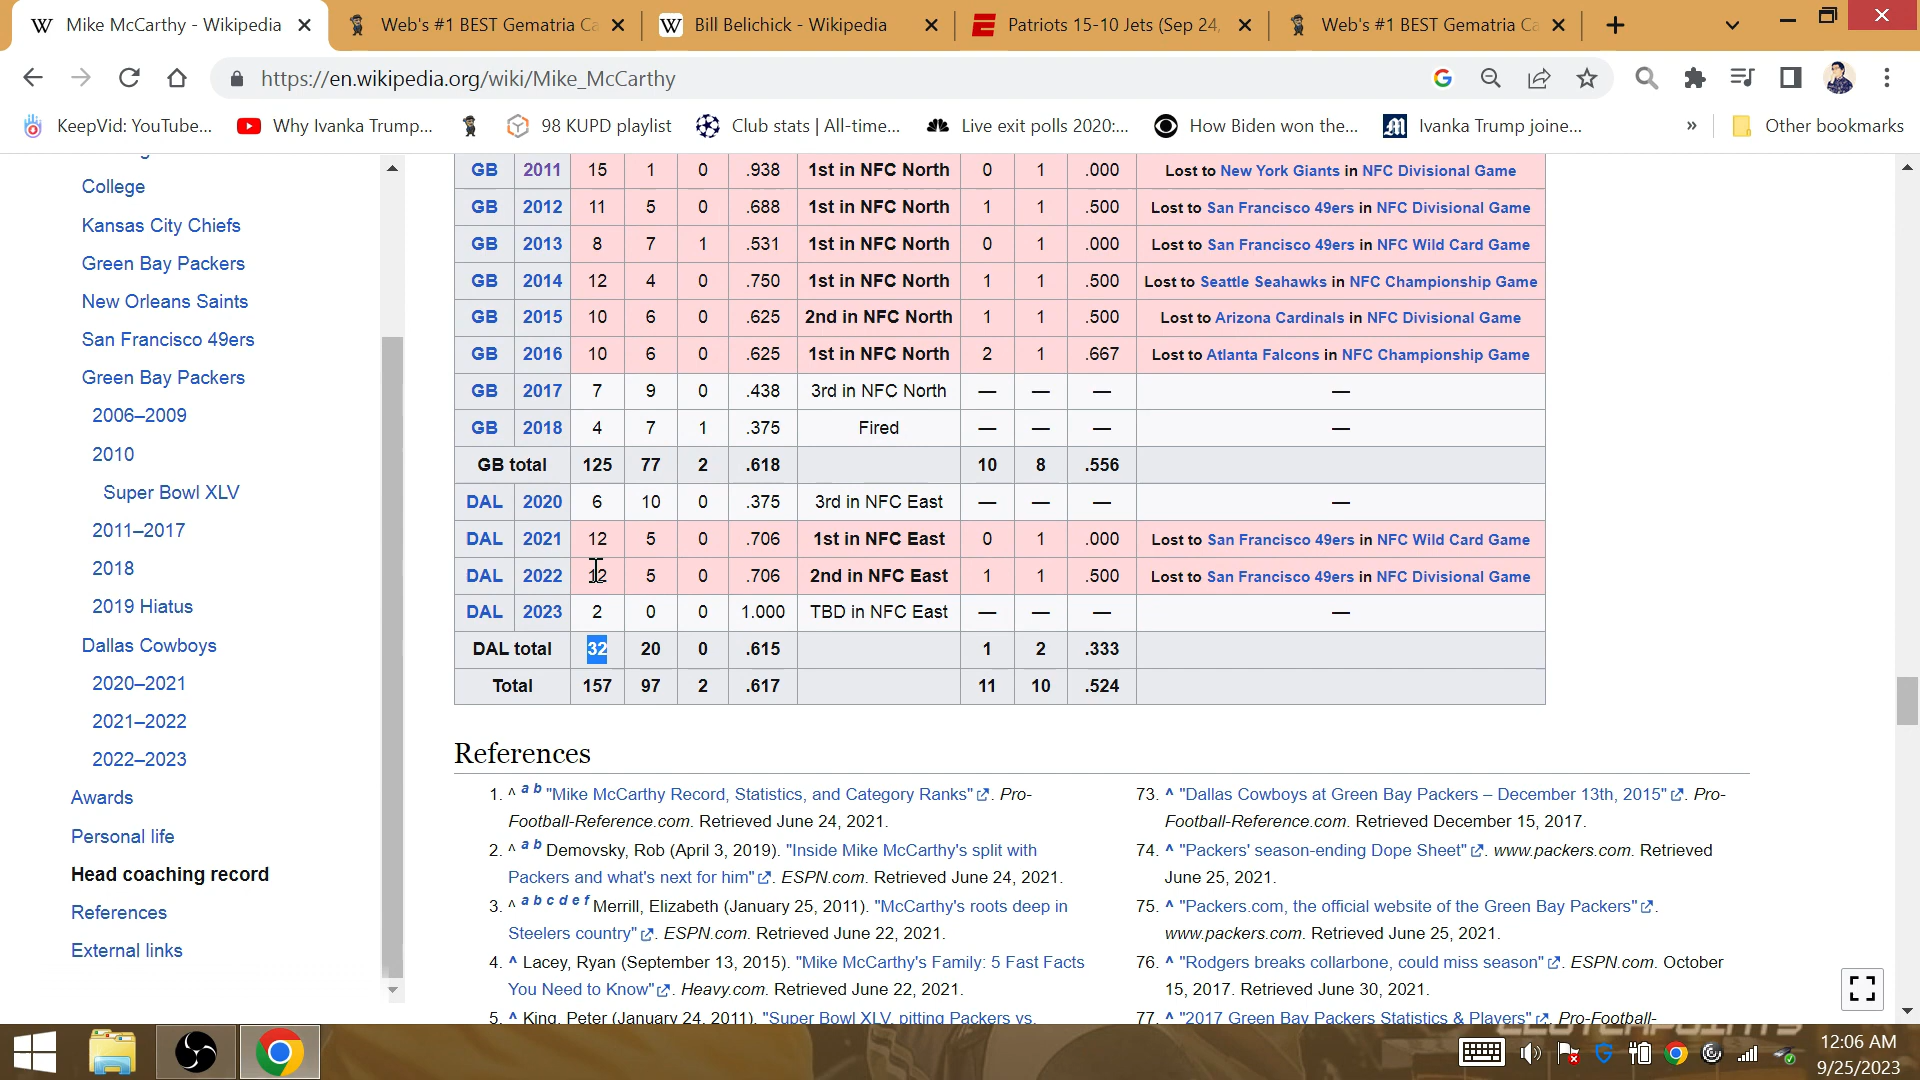 Mike McCarthy - Wikipedia
Web's #1 BEST Gematria Ca
Bill Belichick - Wikipedia
Patriots 15-10 Jets (Sep 24,
Web's #1 BEST Gematria Ca
https://en.wikipedia.org/wiki/Mike_McCarthy
KeepVid: YouTube...
Why Ivanka Trump...
98 KUPD playlist
Club stats | All-time...
Live exit polls 2020:...
How Biden won the...
Ivanka Trump joine...
»
Other bookmarks
College
Kansas City Chiefs
Green Bay Packers
New Orleans Saints
San Francisco 49ers
Green Bay Packers
2006–2009
2010
Super Bowl XLV
2011–2017
2018
2019 Hiatus
Dallas Cowboys
2020–2021
2021–2022
2022–2023
Awards
Personal life
Head coaching record
References
External links
GB 2011 15 1 0 .938 1st in NFC North 0 1 .000 Lost to New York Giants in NFC Divisional Game
GB 2012 11 5 0 .688 1st in NFC North 1 1 .500 Lost to San Francisco 49ers in NFC Divisional Game
GB 2013 8 7 1 .531 1st in NFC North 0 1 .000 Lost to San Francisco 49ers in NFC Wild Card Game
GB 2014 12 4 0 .750 1st in NFC North 1 1 .500 Lost to Seattle Seahawks in NFC Championship Game
GB 2015 10 6 0 .625 2nd in NFC North 1 1 .500 Lost to Arizona Cardinals in NFC Divisional Game
GB 2016 10 6 0 .625 1st in NFC North 2 1 .667 Lost to Atlanta Falcons in NFC Championship Game
GB 2017 7 9 0 .438 3rd in NFC North — — — —
GB 2018 4 7 1 .375 Fired — — — —
GB total 125 77 2 .618 10 8 .556
DAL 2020 6 10 0 .375 3rd in NFC East — — — —
DAL 2021 12 5 0 .706 1st in NFC East 0 1 .000 Lost to San Francisco 49ers in NFC Wild Card Game
DAL 2022 12 5 0 .706 2nd in NFC East 1 1 .500 Lost to San Francisco 49ers in NFC Divisional Game
DAL 2023 2 0 0 1.000 TBD in NFC East — — — —
DAL total 32 20 0 .615 1 2 .333
Total 157 97 2 .617 11 10 .524
References
1. ^ a b "Mike McCarthy Record, Statistics, and Category Ranks". Pro-
Football-Reference.com. Retrieved June 24, 2021.
2. ^ a b Demovsky, Rob (April 3, 2019). "Inside Mike McCarthy's split with
Packers and what's next for him". ESPN.com. Retrieved June 24, 2021.
3. ^ a b c d e f Merrill, Elizabeth (January 25, 2011). "McCarthy's roots deep in
Steelers country". ESPN.com. Retrieved June 22, 2021.
4. ^ Lacey, Ryan (September 13, 2015). "Mike McCarthy's Family: 5 Fast Facts
You Need to Know". Heavy.com. Retrieved June 22, 2021.
5. ^ King, Peter (January 24, 2011). "Super Bowl XLV, pitting Packers vs.
73. ^ "Dallas Cowboys at Green Bay Packers – December 13th, 2015". Pro-
Football-Reference.com. Retrieved December 15, 2017.
74. ^ "Packers' season-ending Dope Sheet". www.packers.com. Retrieved
June 25, 2021.
75. ^ "Packers.com, the official website of the Green Bay Packers".
www.packers.com. Retrieved June 25, 2021.
76. ^ "Rodgers breaks collarbone, could miss season". ESPN.com. October
15, 2017. Retrieved June 30, 2021.
77. ^ "2017 Green Bay Packers Statistics & Players". Pro-Football-
12:06 AM
9/25/2023